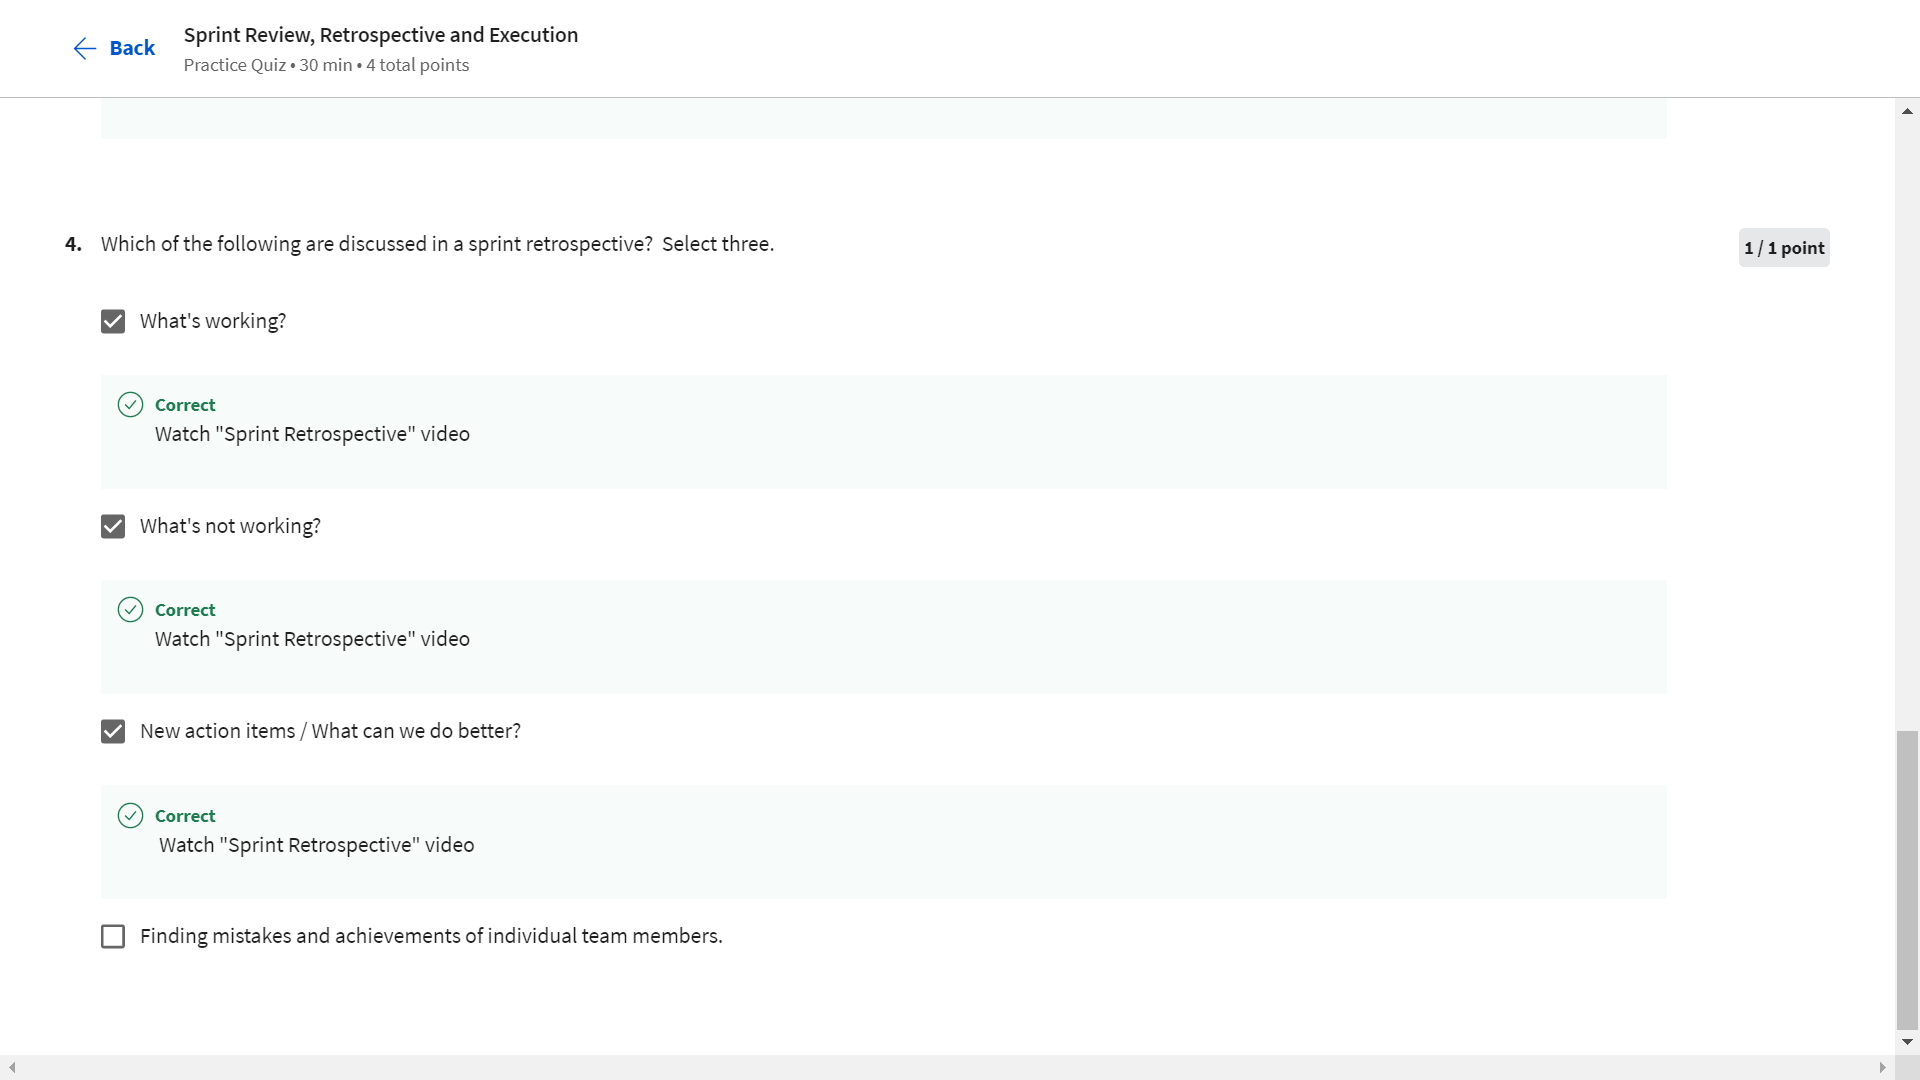 Back
Sprint Review, Retrospective and Execution
Practice Quiz • 30 min • 4 total points
4. Which of the following are discussed in a sprint retrospective? Select three.
1 / 1 point
What's working?
Correct
Watch "Sprint Retrospective" video
What's not working?
Correct
Watch "Sprint Retrospective" video
New action items / What can we do better?
Correct
Watch "Sprint Retrospective" video
Finding mistakes and achievements of individual team members.